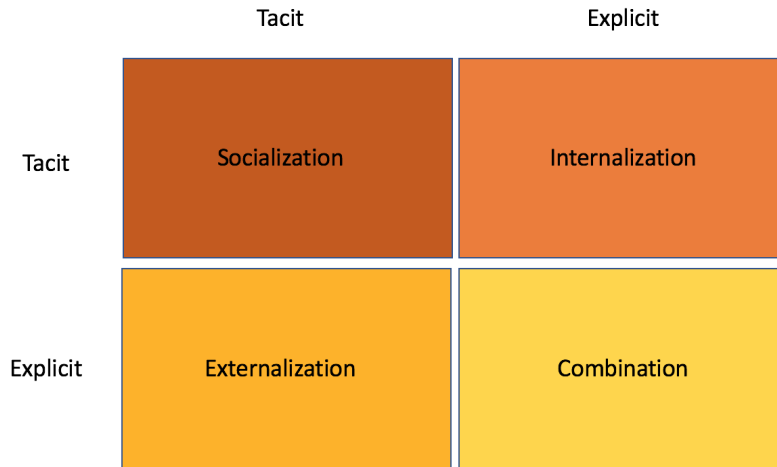 Tacit Explicit
Tacit Socialization Internalization
Explicit Externalization Combination